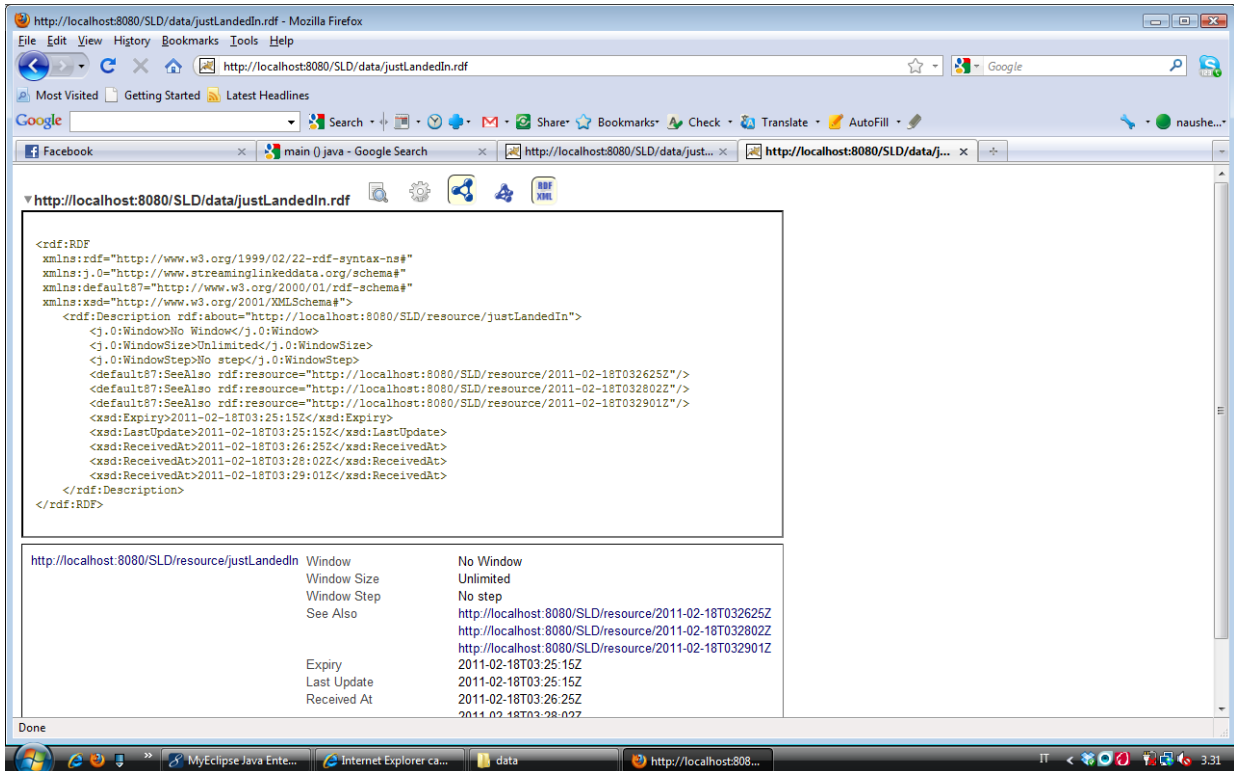 http://localhost:8080/SLD/data/justLandedIn.rdf - Mozilla Firefox
File Edit View History Bookmarks Tools Help
http://localhost:8080/SLD/data/justLandedIn.rdf Google
Most Visited Getting Started Latest Headlines
Google Search Share Bookmarks Check Translate AutoFill naushe...
Facebook main () java - Google Search http://localhost:8080/SLD/data/just... http://localhost:8080/SLD/data/j...
http://localhost:8080/SLD/data/justLandedIn.rdf RDF XML
<rdf:RDF
xmlns:rdf="http://www.w3.org/1999/02/22-rdf-syntax-ns#"
xmlns:j.0="http://www.streaminglinkeddata.org/schema#"
xmlns:default87="http://www.w3.org/2000/01/rdf-schema#"
xmlns:xsd="http://www.w3.org/2001/XMLSchema#">
<rdf:Description rdf:about="http://localhost:8080/SLD/resource/justLandedIn">
<j.0:Window>No Window</j.0:Window>
<j.0:WindowSize>Unlimited</j.0:WindowSize>
<j.0:WindowStep>No step</j.0:WindowStep>
<default87:SeeAlso rdf:resource="http://localhost:8080/SLD/resource/2011-02-18T032625Z"/>
<default87:SeeAlso rdf:resource="http://localhost:8080/SLD/resource/2011-02-18T032802Z"/>
<default87:SeeAlso rdf:resource="http://localhost:8080/SLD/resource/2011-02-18T032901Z"/>
<xsd:Expiry>2011-02-18T03:25:15Z</xsd:Expiry>
<xsd:LastUpdate>2011-02-18T03:25:15Z</xsd:LastUpdate>
<xsd:ReceivedAt>2011-02-18T03:26:25Z</xsd:ReceivedAt>
<xsd:ReceivedAt>2011-02-18T03:28:02Z</xsd:ReceivedAt>
<xsd:ReceivedAt>2011-02-18T03:29:01Z</xsd:ReceivedAt>
</rdf:Description>
</rdf:RDF>
http://localhost:8080/SLD/resource/justLandedIn Window No Window
Window Size Unlimited
Window Step No step
See Also http://localhost:8080/SLD/resource/2011-02-18T032625Z
http://localhost:8080/SLD/resource/2011-02-18T032802Z
http://localhost:8080/SLD/resource/2011-02-18T032901Z
Expiry 2011-02-18T03:25:15Z
Last Update 2011-02-18T03:25:15Z
Received At 2011-02-18T03:26:25Z
2011-02-18T03:28:02Z
Done
MyEclipse Java Ente... Internet Explorer ca... data http://localhost:808... IT 3.31